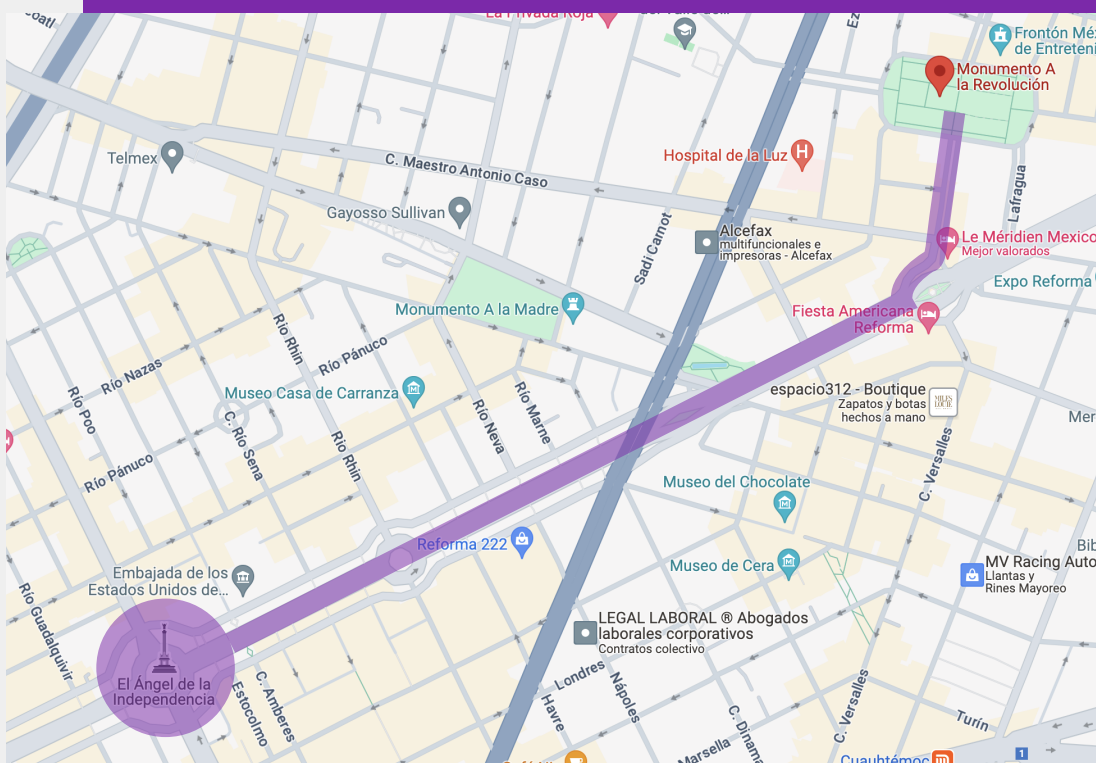 La Privada Roja
Frontón Méx
de Entreteni
Monumento A
la Revolución
Hospital de la Luz
H
Telmex
C. Maestro Antonio Caso
Lafragua
Gayosso Sullivan
Sadi Carnot
Alcefax
multifuncionales e
impresoras - Alcefax
Le Méridien Mexico
Mejor valorados
Expo Reforma
Monumento A la Madre
Fiesta Americana
Reforma
Río Rhin
Río Pánuco
Río Nazas
Museo Casa de Carranza
espacio312 - Boutique
Zapatos y botas
hechos a mano
Río Poo
C. Río Sena
Río Rhin
Río Neva
Río Marne
Mer
C. Versalles
Río Pánuco
Museo del Chocolate
Reforma 222
Bib
Museo de Cera
MV Racing Auto
Llantas y
Rines Mayoreo
Embajada de los
Estados Unidos de...
Río Guadalquivir
LEGAL LABORAL ® Abogados
laborales corporativos
Contratos colectivo
El Ángel de la
Independencia
Estocolmo
C. Amberes
Londres
Nápoles
Havre
C. Versalles
C. Dinam
Marsella
Turín
1
Cuauhtémoc